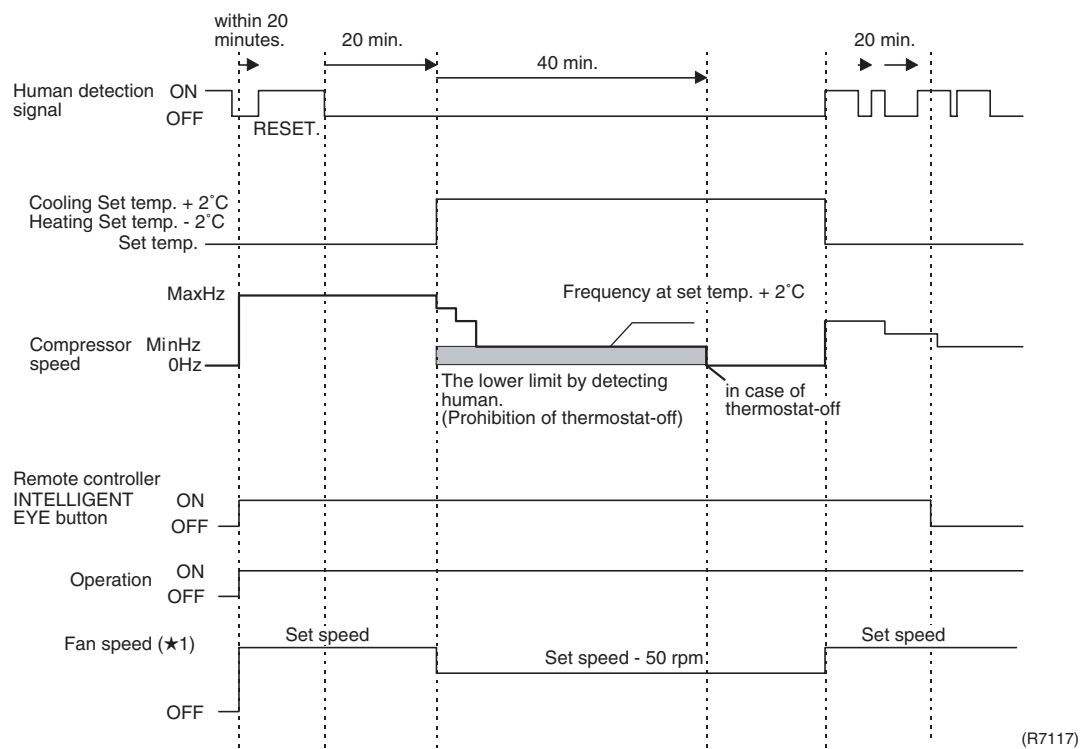 within 20
minutes.
20 min.
40 min.
20 min.
Human detection
signal
ON
OFF
RESET.
Cooling Set temp. + 2˚C
Heating Set temp. - 2˚C
Set temp.
MaxHz
Frequency at set temp. + 2˚C
Compressor
speed
MinHz
0Hz
The lower limit by detecting
human.
(Prohibition of thermostat-off)
in case of
thermostat-off
Remote controller
INTELLIGENT
EYE button
ON
OFF
Operation
ON
OFF
Fan speed (★1)
Set speed
Set speed - 50 rpm
Set speed
OFF
(R7117)